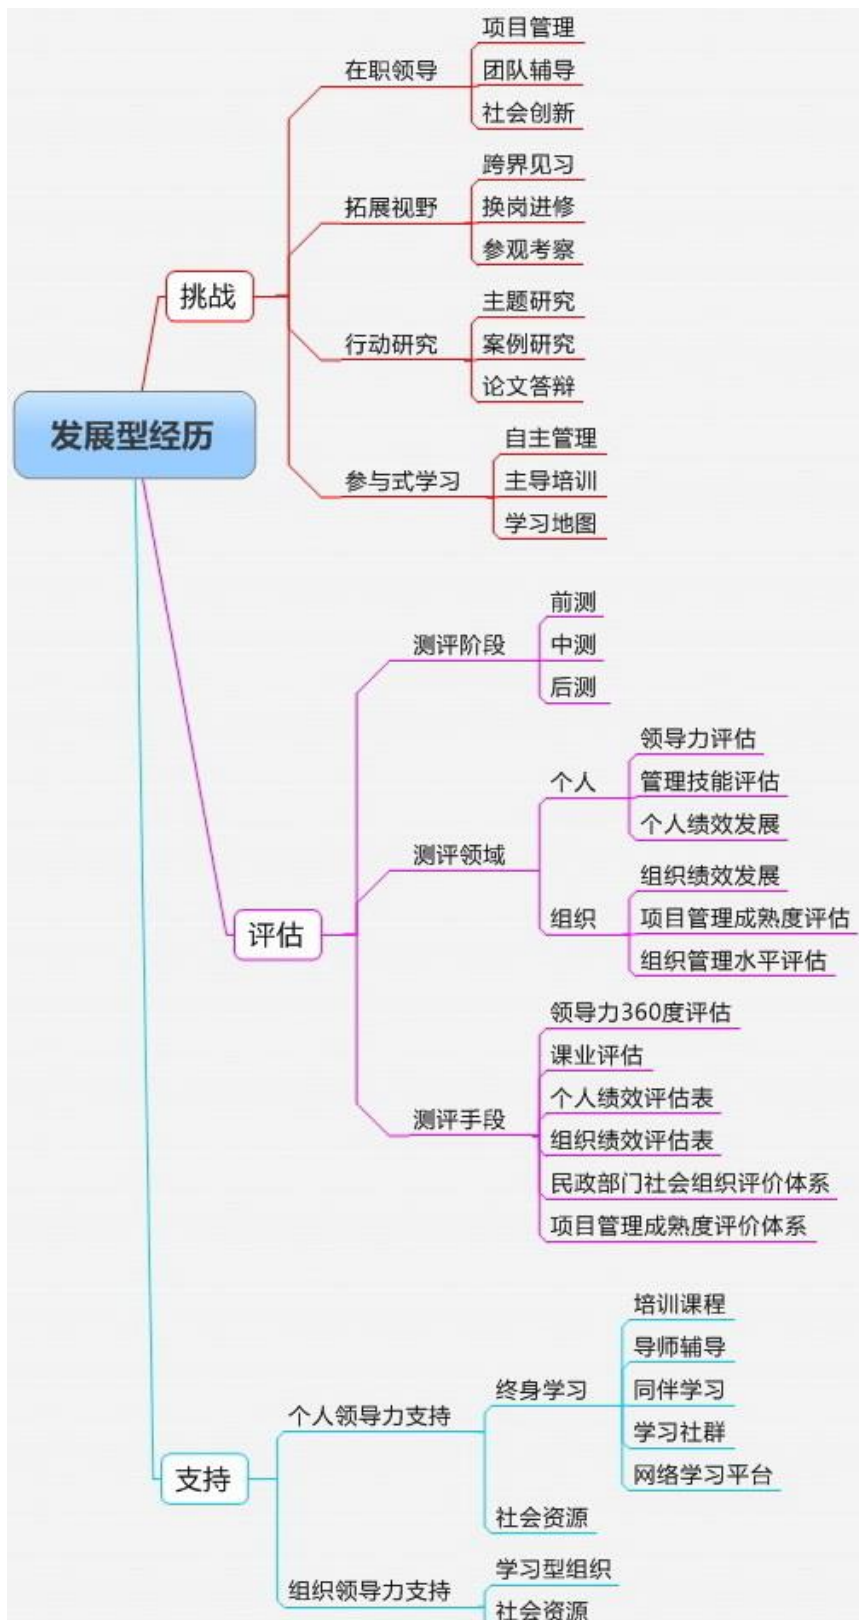 发展型经历
挑战
在职领导
项目管理
团队辅导
社会创新
拓展视野
跨界见习
换岗进修
参观考察
行动研究
主题研究
案例研究
论文答辩
参与式学习
自主管理
主导培训
学习地图
评估
测评阶段
前测
中测
后测
测评领域
个人
领导力评估
管理技能评估
个人绩效发展
组织
组织绩效发展
项目管理成熟度评估
组织管理水平评估
测评手段
领导力360度评估
课业评估
个人绩效评估表
组织绩效评估表
民政部门社会组织评价体系
项目管理成熟度评价体系
支持
个人领导力支持
终身学习
培训课程
导师辅导
同伴学习
学习社群
网络学习平台
社会资源
组织领导力支持
学习型组织
社会资源